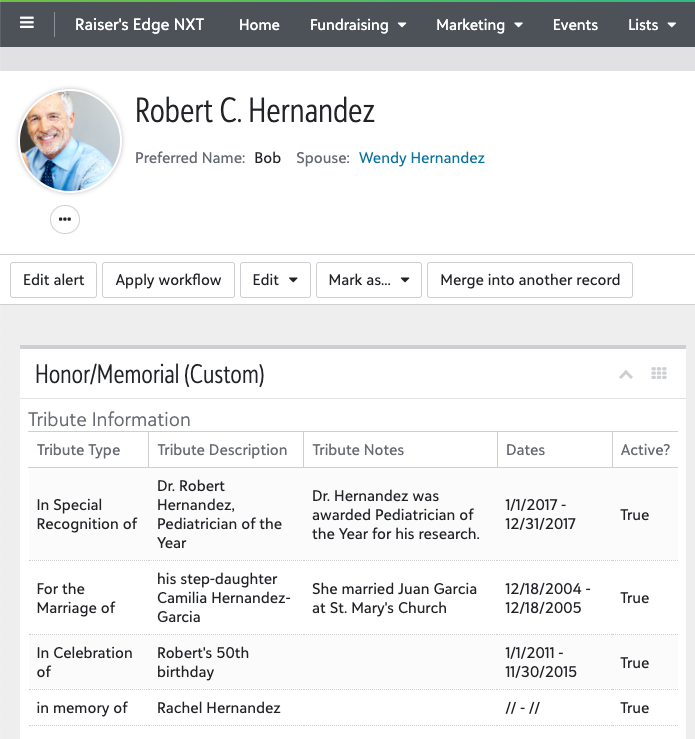 Raiser's Edge NXT Home Fundraising Marketing Events Lists
Robert C. Hernandez
Preferred Name: Bob Spouse: Wendy Hernandez
Edit alert Apply workflow Edit Mark as... Merge into another record
Honor/Memorial (Custom)
Tribute Information
Tribute Type Tribute Description Tribute Notes Dates Active?
In Special
Recognition of
Dr. Robert
Hernandez,
Pediatrician of the
Year
Dr. Hernandez was
awarded Pediatrician of
the Year for his research.
1/1/2017 -
12/31/2017
True
For the
Marriage of
his step-daughter
Camilia Hernandez-
Garcia
She married Juan Garcia
at St. Mary's Church
12/18/2004 -
12/18/2005
True
In Celebration
of
Robert's 50th
birthday
1/1/2011 -
11/30/2015
True
in memory of Rachel Hernandez // - // True